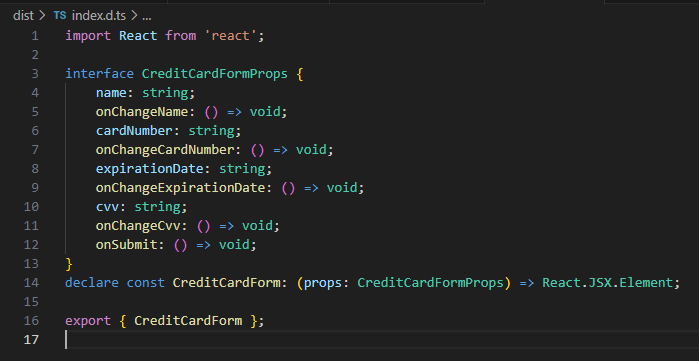 dist > TS index.d.ts > ...
1 import React from 'react';
2
3 interface CreditCardFormProps {
4 name: string;
5 onChangeName: () => void;
6 cardNumber: string;
7 onChangeCardNumber: () => void;
8 expirationDate: string;
9 onChangeExpirationDate: () => void;
10 cvv: string;
11 onChangeCvv: () => void;
12 onSubmit: () => void;
13 }
14 declare const CreditCardForm: (props: CreditCardFormProps) => React.JSX.Element;
15
16 export { CreditCardForm };
17